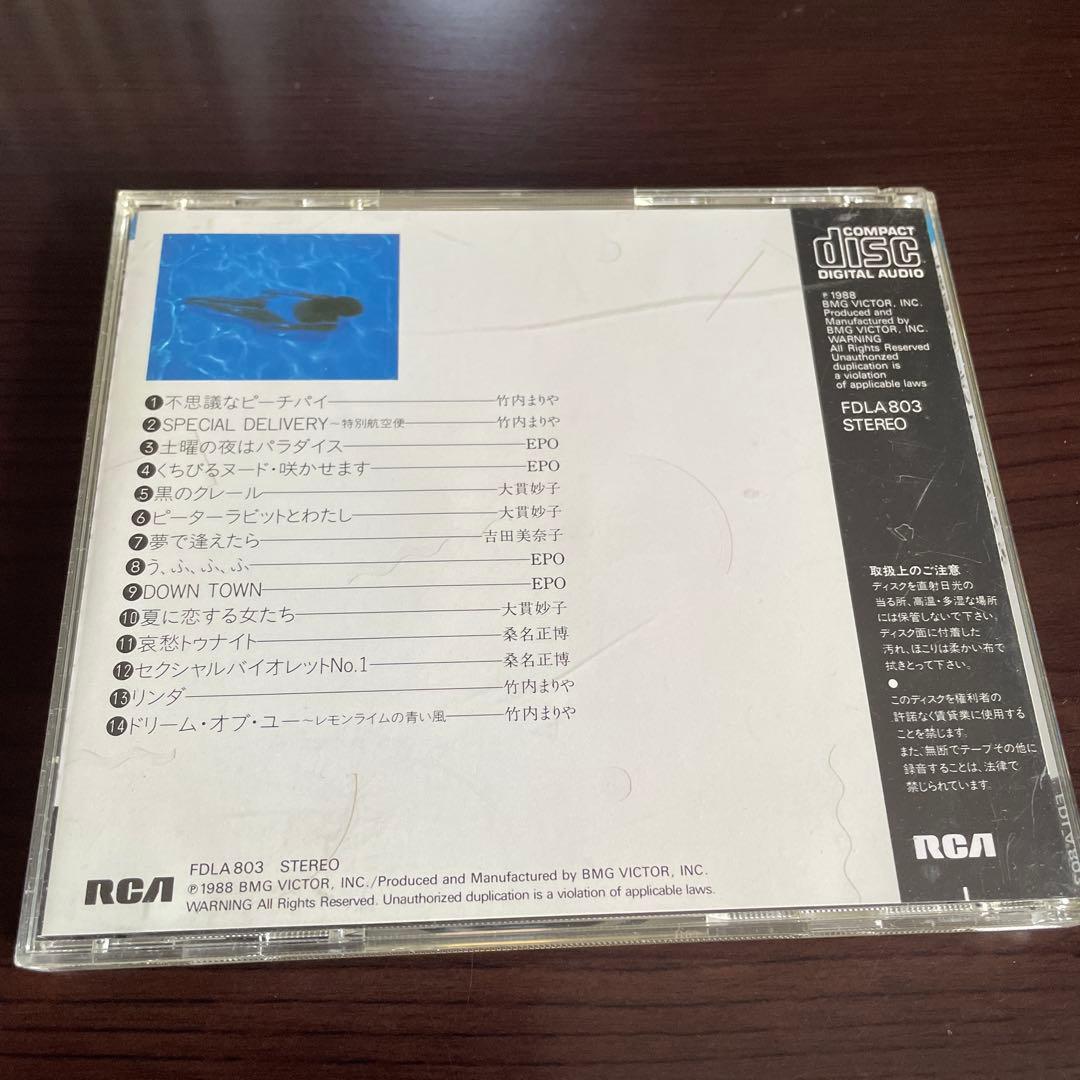 ❶不思議なピーチパイ 竹内まりや
❷SPECIAL DELIVERY〜特別航空便 竹内まりや
❸土曜の夜はパラダイス EPO
❹くちびるヌード・咲かせます EPO
❺黒のクレール 大貫妙子
❻ピーターラビットとわたし 大貫妙子
❼夢で逢えたら 吉田美奈子
❽う、ふ、ふ、ふ EPO
❾DOWN TOWN EPO
❿夏に恋する女たち 大貫妙子
⓫哀愁トゥナイト 桑名正博
⓬セクシャルバイオレットNo.1 桑名正博
⓭リンダ 竹内まりや
⓮ドリーム・オブ・ユー〜レモンライムの青い風 竹内まりや
RCA
FDLA 803 STEREO
℗1988 BMG VICTOR, INC./Produced and Manufactured by BMG VICTOR, INC.
WARNING All Rights Reserved. Unauthorized duplication is a violation of applicable laws.
COMPACT
disc
DIGITAL AUDIO
℗1988
BMG VICTOR, INC.
Produced and
Manufactured by
BMG VICTOR, INC.
WARNING
All Rights Reserved
Unauthorized
duplication is
a violation
of applicable laws
FDLA 803
STEREO
取扱上のご注意
ディスクを直射日光の
当る所、高温・多湿な場所
には保管しないで下さい。
ディスク面に付着した
汚れ、ほこりは柔かい布で
拭きとって下さい。
●
このディスクを権利者の
許諾なく賃貸業に使用する
ことを禁じます。
また、無断でテープその他に
録音することは、法律で
禁じられています。
RCA